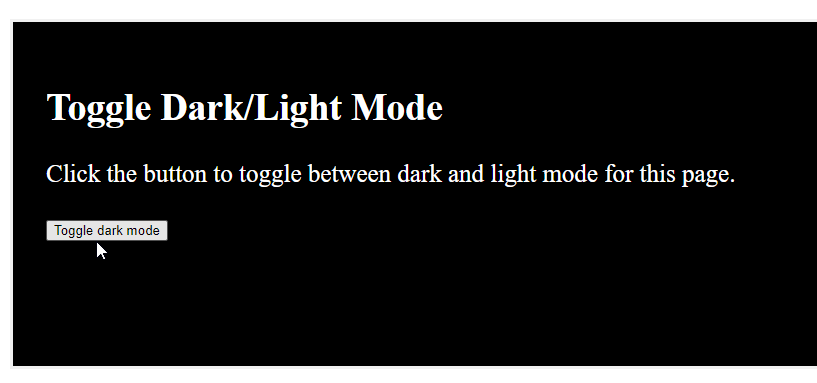 Toggle Dark/Light Mode
Click the button to toggle between dark and light mode for this page.
Toggle dark mode